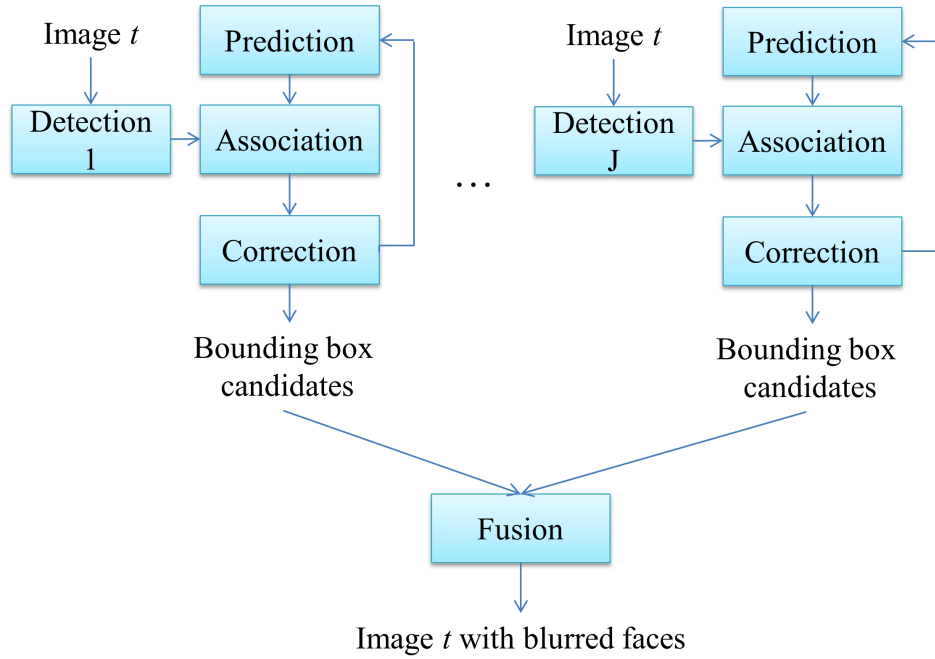 Image t
Prediction
Detection
1
Association
Correction
Bounding box
candidates
…
Image t
Prediction
Detection
J
Association
Correction
Bounding box
candidates
Fusion
Image t with blurred faces